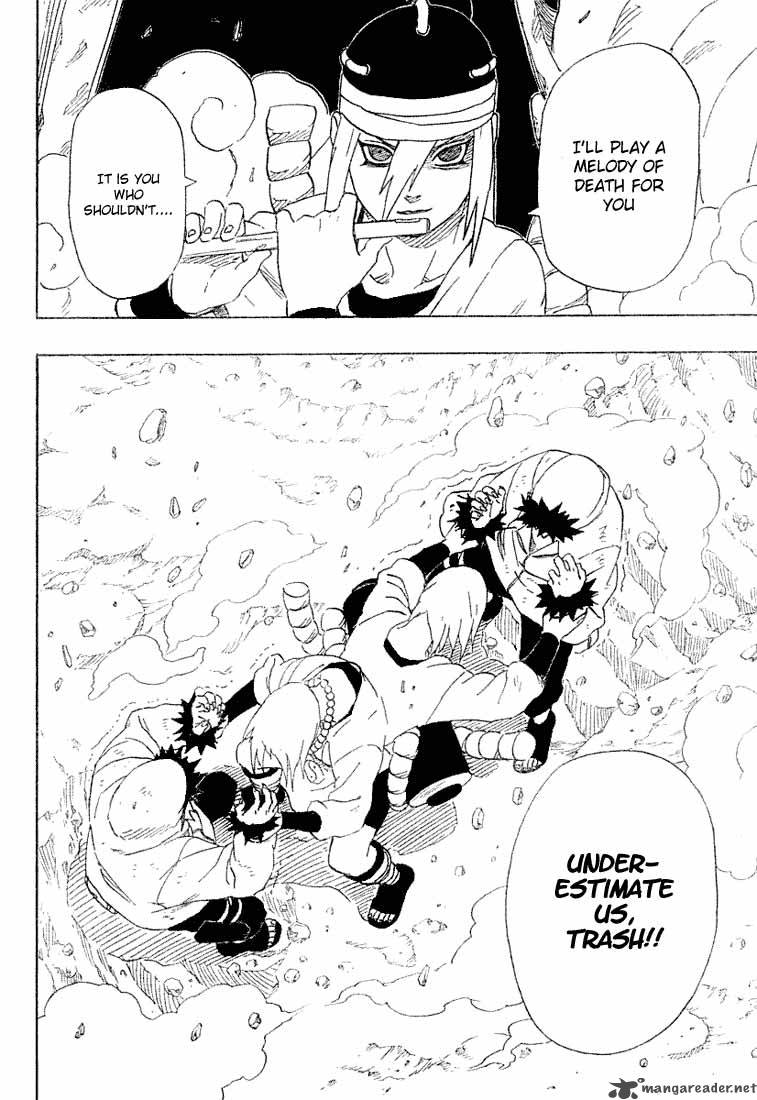 I'LL PLAY A
MELODY OF
DEATH FOR
YOU
IT IS YOU
WHO
SHOULDN'T....
UNDER-
ESTIMATE
US,
TRASH!!
mangareader.net